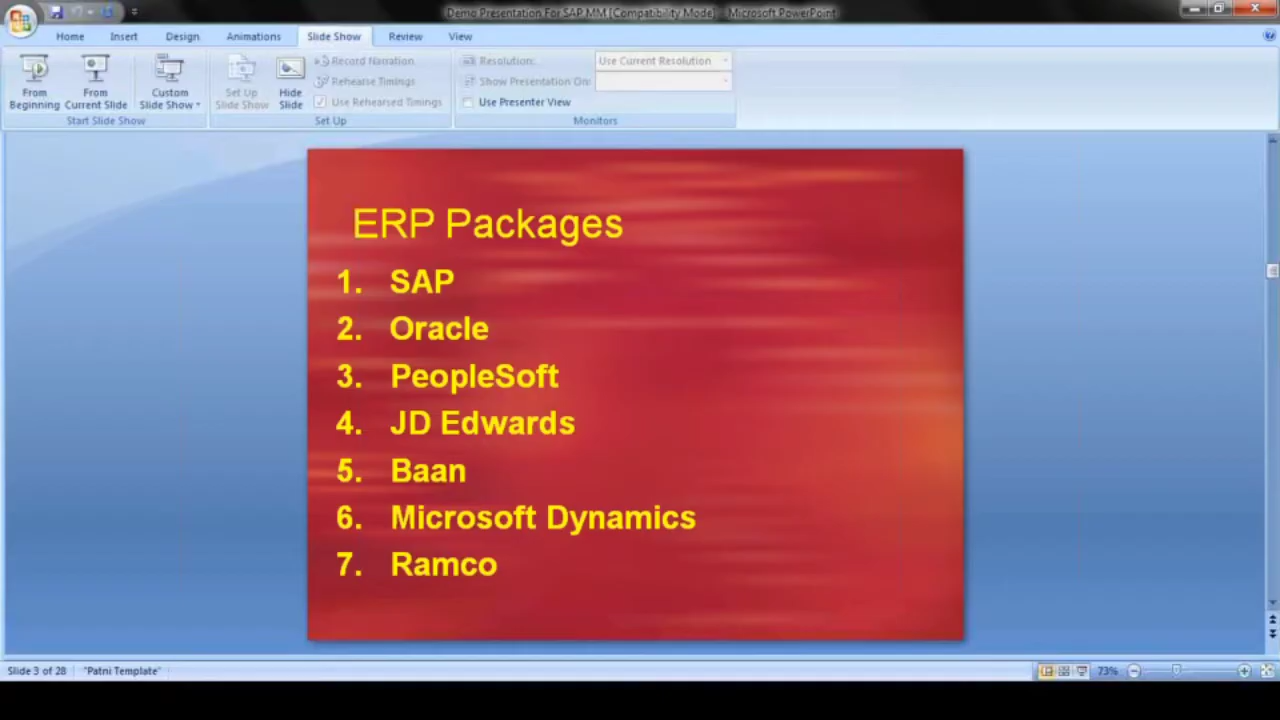 Demo Presentation For SAP MM [Compatibility Mode] - Microsoft PowerPoint
Home Insert Design Animations Slide Show Review View
From Beginning
From Current Slide
Custom Slide Show
Start Slide Show
Set Up Slide Show
Hide Slide
Record Narration
Rehearse Timings
Use Rehearsed Timings
Set Up
Resolution: Use Current Resolution
Show Presentation On:
Use Presenter View
Monitors
ERP Packages
1. SAP
2. Oracle
3. PeopleSoft
4. JD Edwards
5. Baan
6. Microsoft Dynamics
7. Ramco
Slide 3 of 28 "Patni Template" 73%